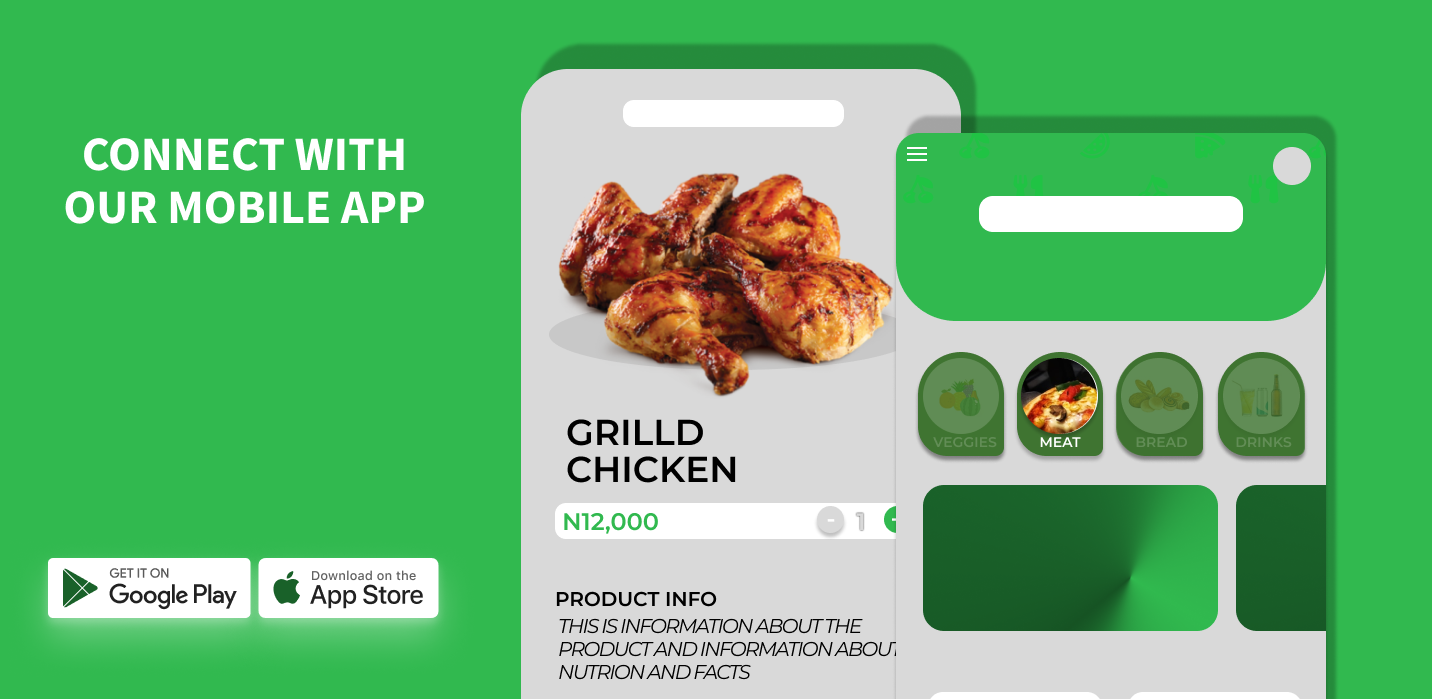 CONNECT WITH
OUR MOBILE APP
GET IT ON
Google Play
Download on the
App Store
GRILLD
CHICKEN
N12,000
- 1 +
PRODUCT INFO
THIS IS INFORMATION ABOUT THE
PRODUCT AND INFORMATION ABOUT
NUTRION AND FACTS
VEGGIES
MEAT
BREAD
DRINKS